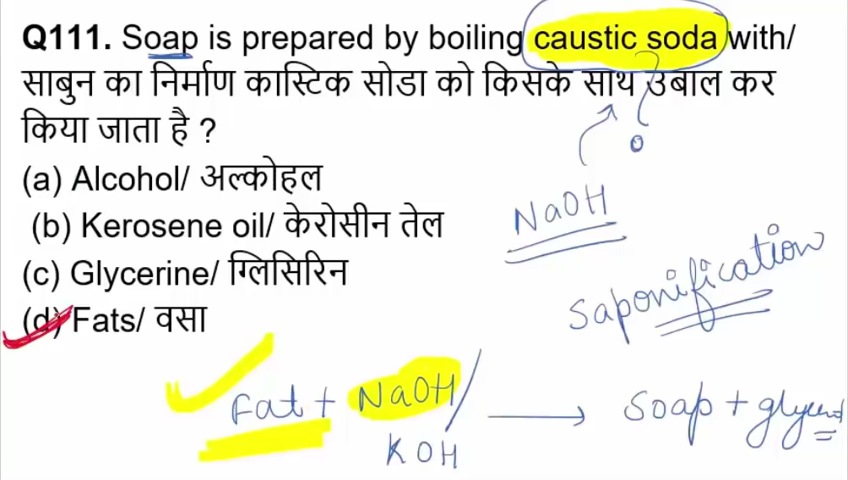 Q111. Soap is prepared by boiling caustic soda with/
साबुन का निर्माण कास्टिक सोडा को किसके साथ उबाल कर
किया जाता है ?
(a) Alcohol/ अल्कोहल
(b) Kerosene oil/ केरोसीन तेल
(c) Glycerine/ ग्लिसिरिन
(d) Fats/ वसा
NaOH
Saponification
Fat + NaOH/ → Soap +
KOH